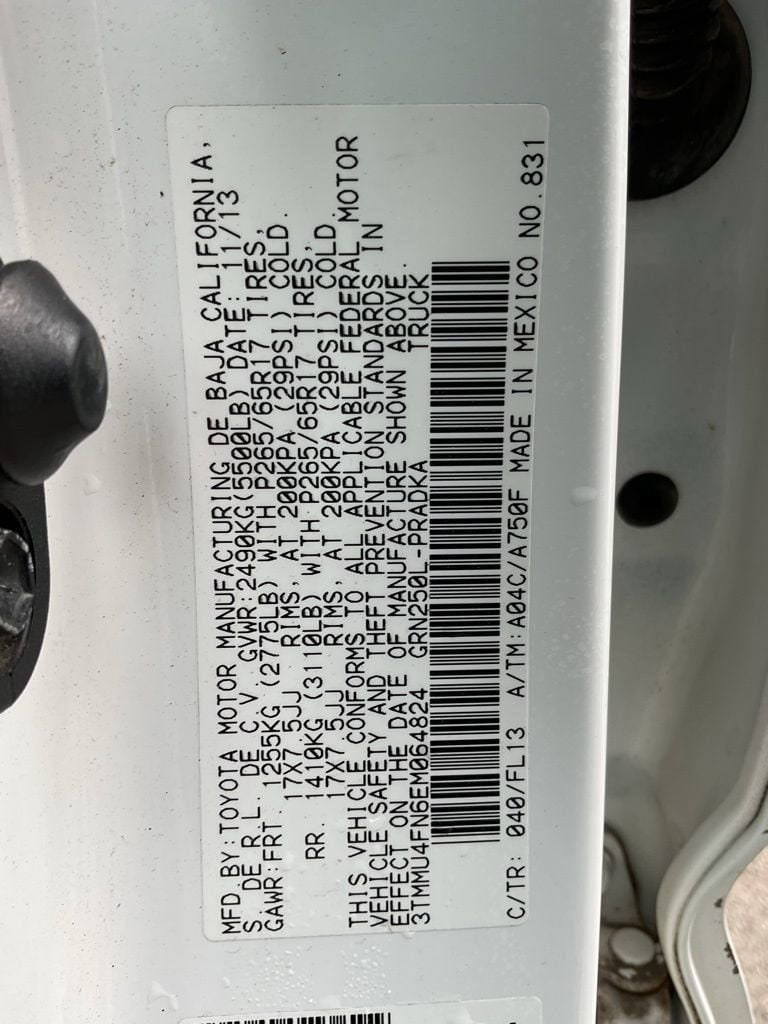 MFD. BY: TOYOTA MOTOR MANUFACTURING DE BAJA CALIFORNIA,
S. DE R.L. DE C.V. GVWR: 2490KG(5500LB) DATE: 11/13
GAWR:FRT. 1255KG (2775LB) WITH P265/65R17 TIRES,
17X7.5JJ RIMS, AT 200KPA (29PSI) COLD.
RR. 1410KG (3110LB) WITH P265/65R17 TIRES,
17X7.5JJ RIMS, AT 200KPA (29PSI) COLD.
THIS VEHICLE CONFORMS TO ALL APPLICABLE FEDERAL MOTOR
VEHICLE SAFETY AND THEFT PREVENTION STANDARDS IN
EFFECT ON THE DATE OF MANUFACTURE SHOWN ABOVE.
3TMMU4FN6EM064824 GRN250L-PRADKA TRUCK
C/TR: 040/FL13 A/TM: A04C/A750F MADE IN MEXICO NO. 831